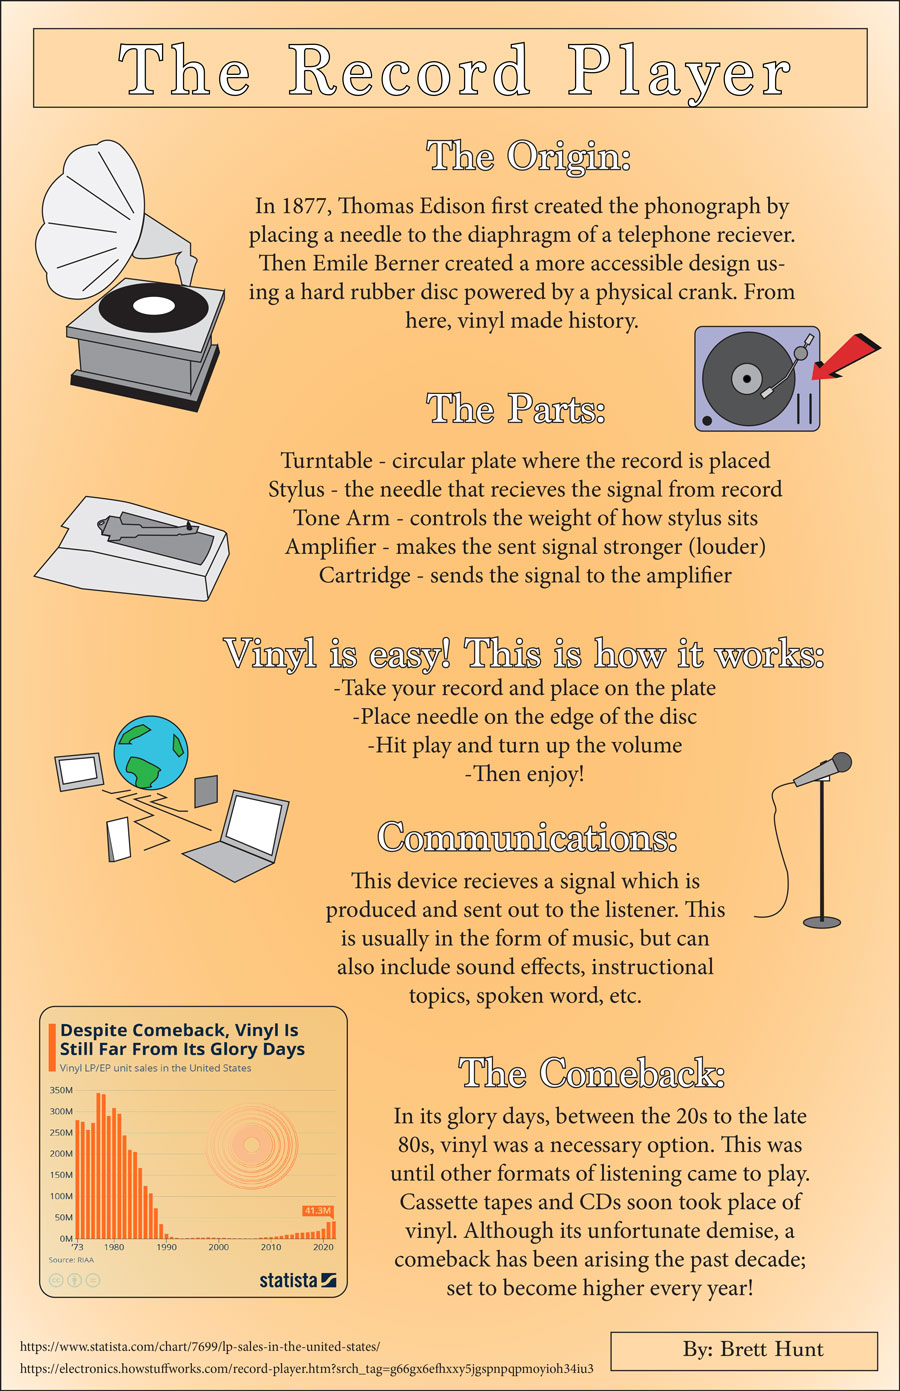 The Record Player
The Origin:
In 1877, Thomas Edison first created the phonograph by
placing a needle to the diaphragm of a telephone reciever.
Then Emile Berner created a more accessible design us-
ing a hard rubber disc powered by a physical crank. From
here, vinyl made history.
The Parts:
Turntable - circular plate where the record is placed
Stylus - the needle that recieves the signal from record
Tone Arm - controls the weight of how stylus sits
Amplifier - makes the sent signal stronger (louder)
Cartridge - sends the signal to the amplifier
Vinyl is easy! This is how it works:
-Take your record and place on the plate
-Place needle on the edge of the disc
-Hit play and turn up the volume
-Then enjoy!
Communications:
This device recieves a signal which is
produced and sent out to the listener. This
is usually in the form of music, but can
also include sound effects, instructional
topics, spoken word, etc.
Despite Comeback, Vinyl Is
Still Far From Its Glory Days
Vinyl LP/EP unit sales in the United States
350M
300M
250M
200M
150M
100M
50M
0M
41.3M
'73 1980 1990 2000 2010 2020
Source: RIAA
statista
The Comeback:
In its glory days, between the 20s to the late
80s, vinyl was a necessary option. This was
until other formats of listening came to play.
Cassette tapes and CDs soon took place of
vinyl. Although its unfortunate demise, a
comeback has been arising the past decade;
set to become higher every year!
https://www.statista.com/chart/7699/lp-sales-in-the-united-states/
https://electronics.howstuffworks.com/record-player.htm?srch_tag=g66gx6efhxxy5jgspnpqpmoyioh34iu3
By: Brett Hunt